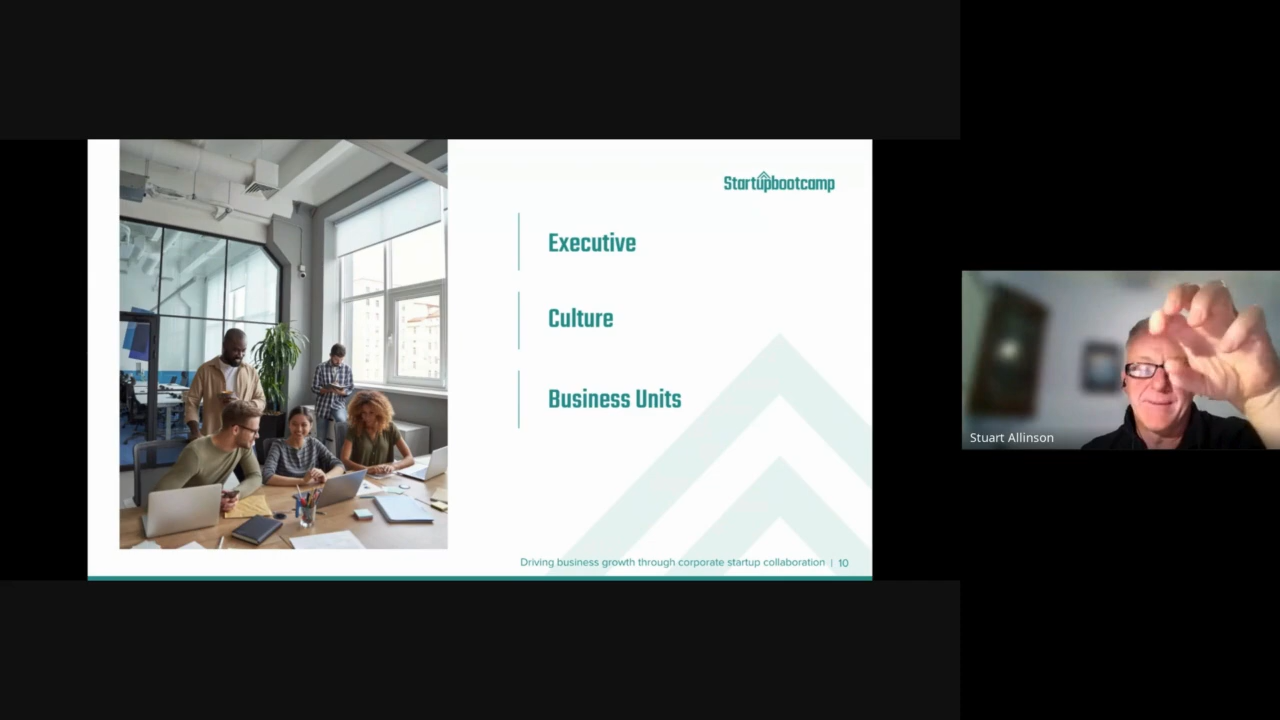 Startupbootcamp
Executive
Culture
Business Units
Driving business growth through corporate startup collaboration | 10
Stuart Allinson